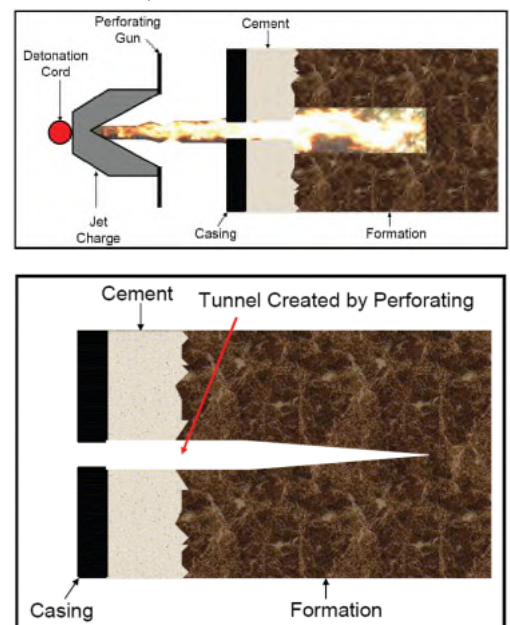 Perforating
Gun
Cement
Detonation
Cord
Jet
Charge
Casing
Formation
Cement
Tunnel Created by Perforating
Casing
Formation